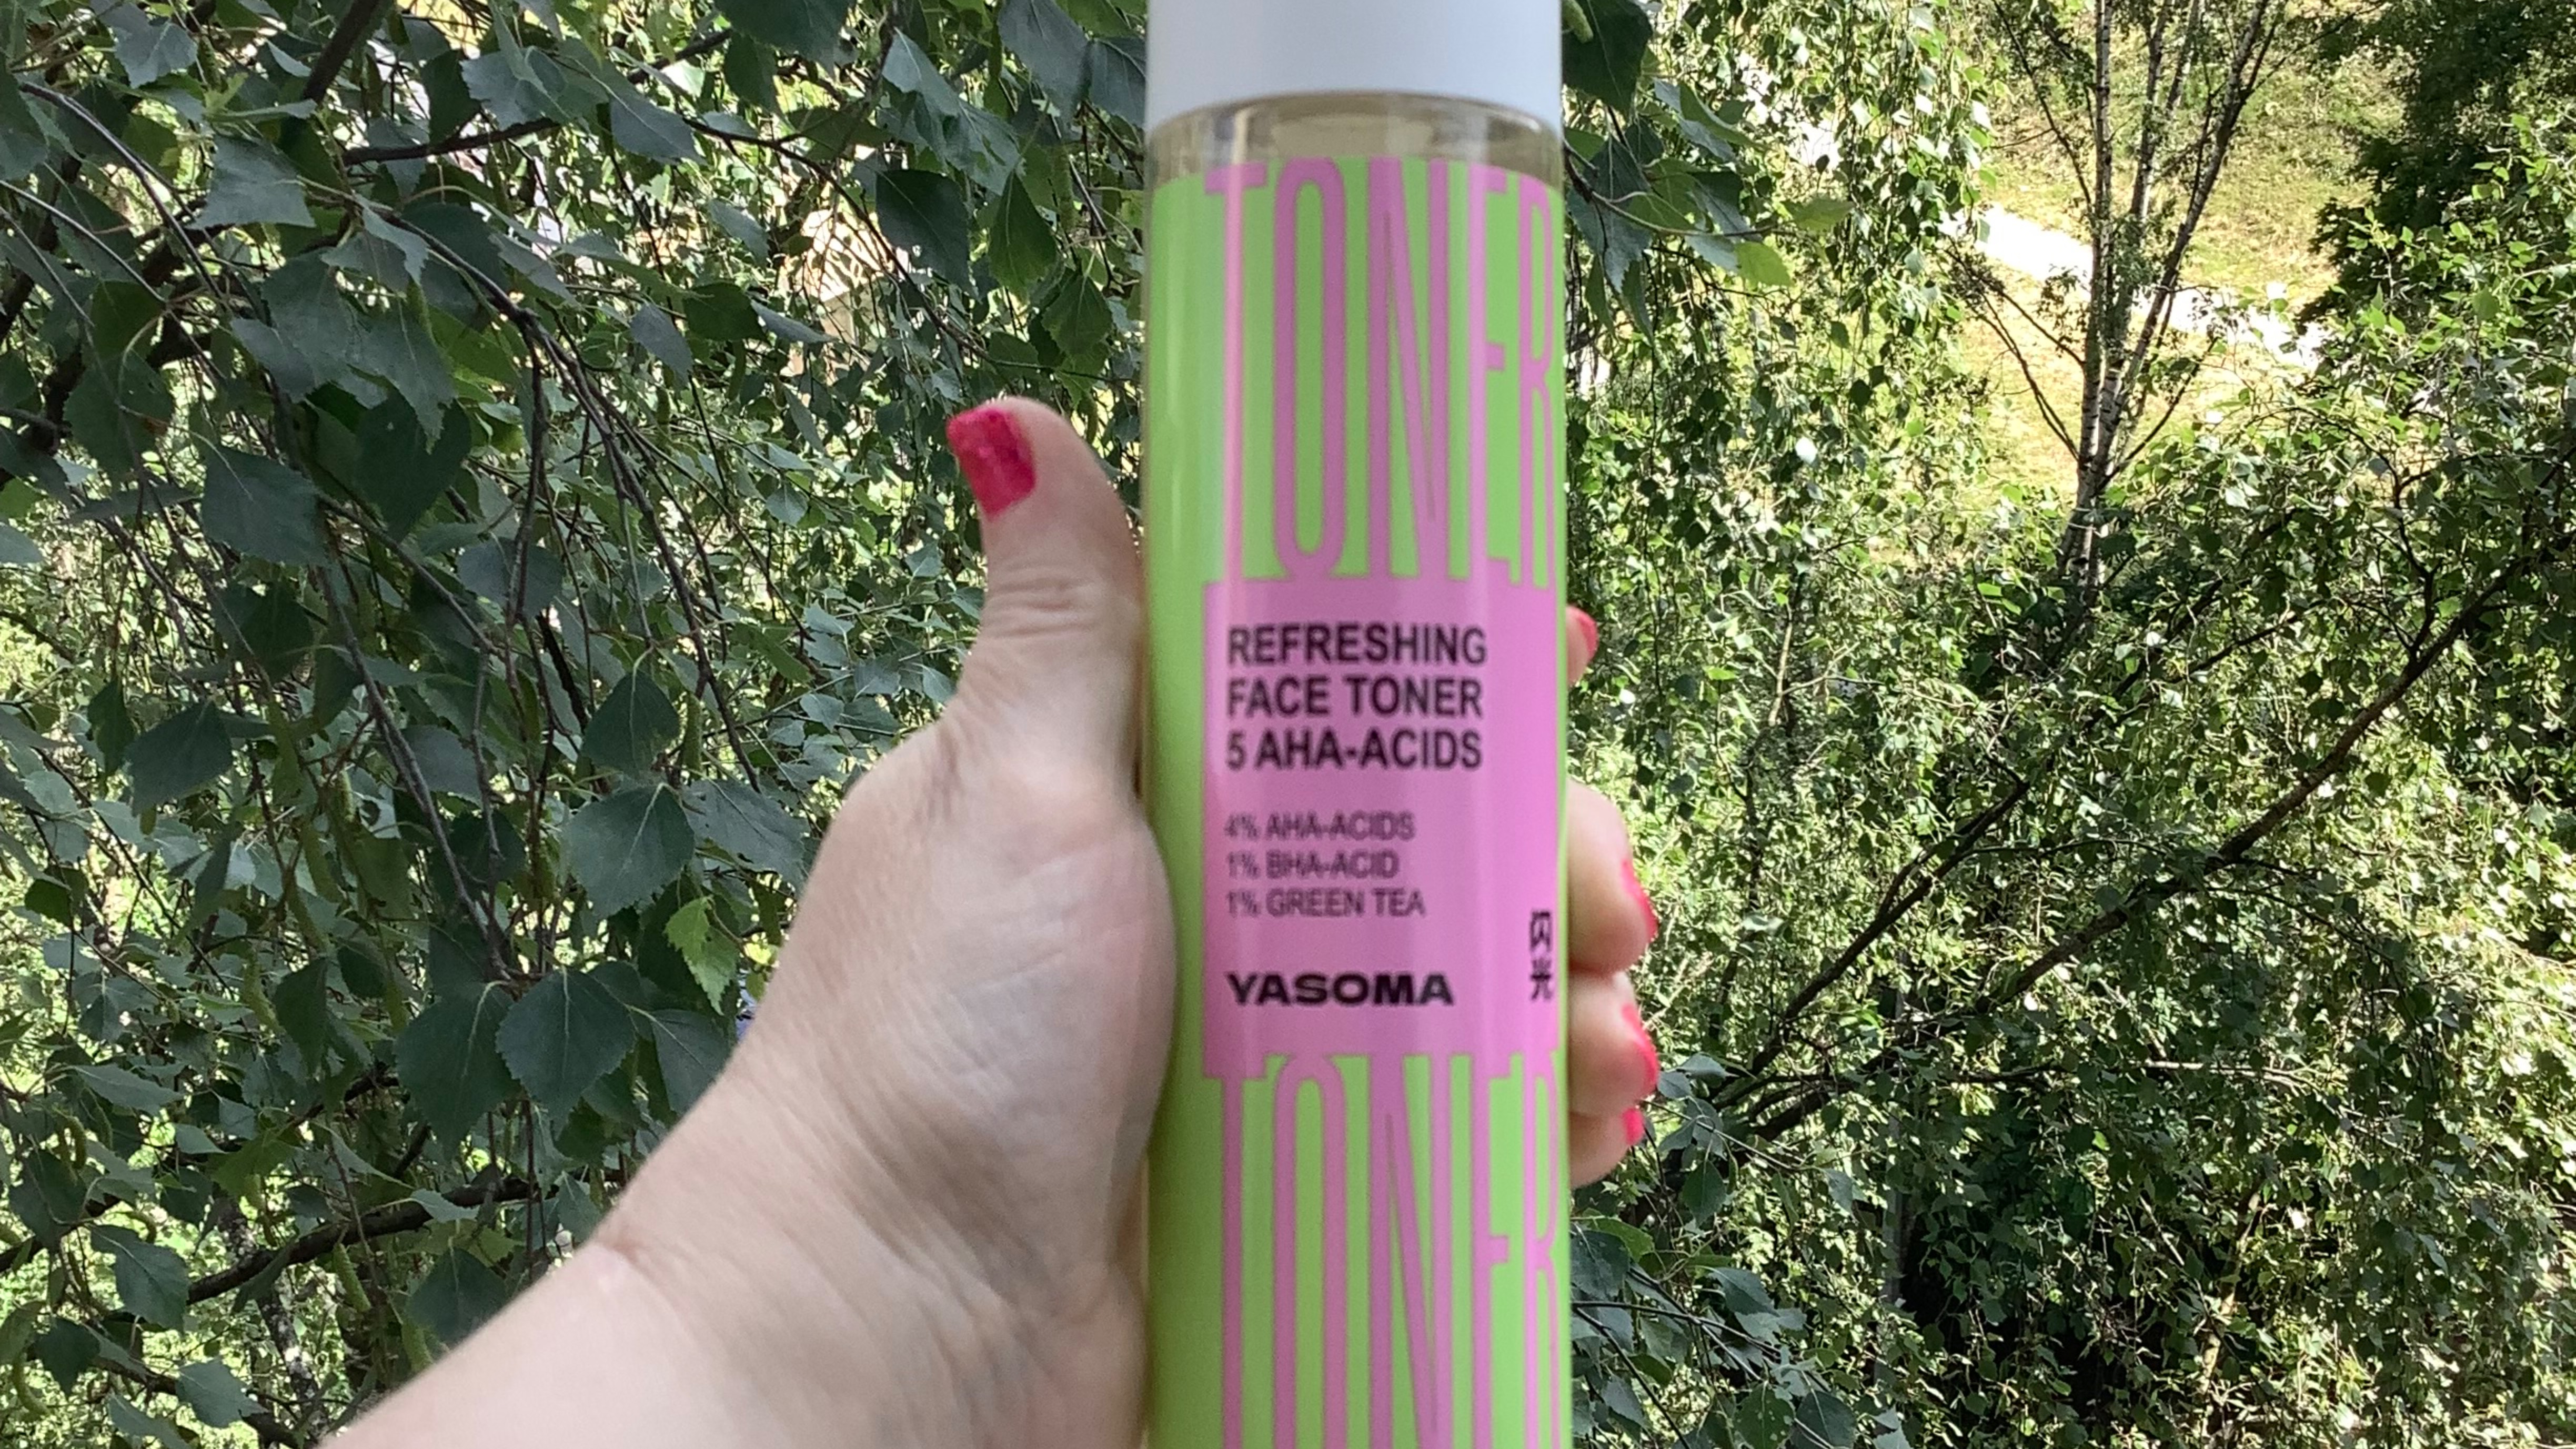 TONER
REFRESHING
FACE TONER
5 AHA-ACIDS
4% AHA-ACIDS
1% BHA-ACID
1% GREEN TEA
闪光
YASOMA
TONER